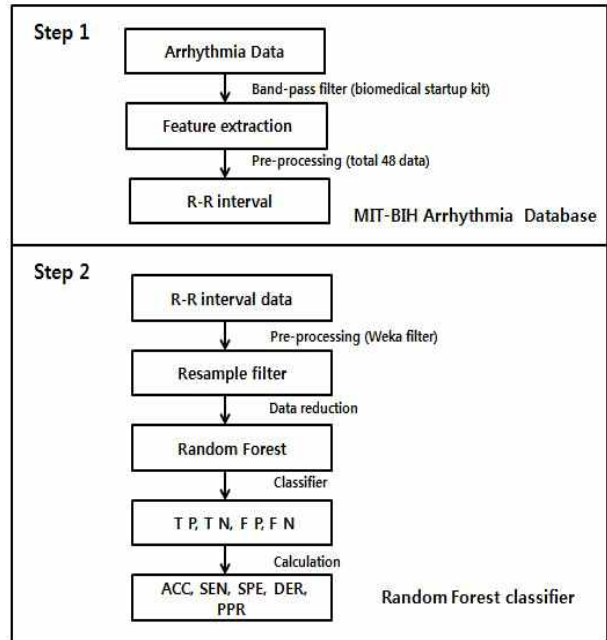 Step 1
Arrhythmia Data
Band-pass filter (biomedical startup kit)
Feature extraction
Pre-processing (total 48 data)
R-R interval
MIT-BIH Arrhythmia Database
Step 2
R-R interval data
Pre-processing (Weka filter)
Resample filter
Data reduction
Random Forest
Classifier
T P, T N, F P, F N
Calculation
ACC, SEN, SPE, DER,
PPR
Random Forest classifier